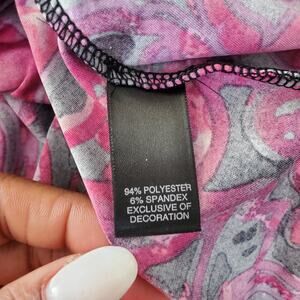 94% POLYESTER
6% SPANDEX
EXCLUSIVE OF
DECORATION